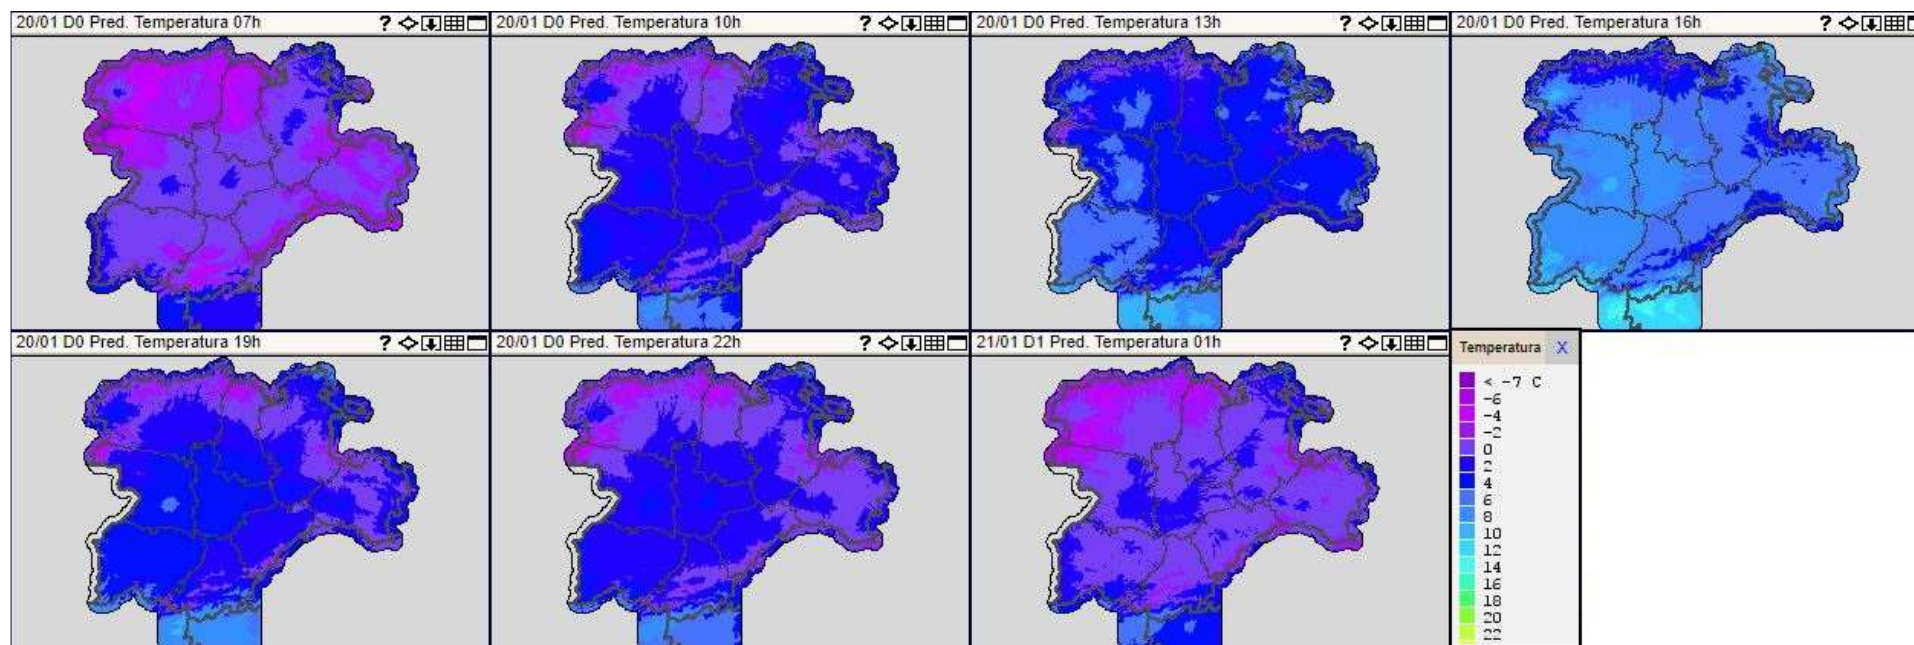 20/01 D0 Pred. Temperatura 07h ?
20/01 D0 Pred. Temperatura 10h ?
20/01 D0 Pred. Temperatura 13h ?
20/01 D0 Pred. Temperatura 16h ?
20/01 D0 Pred. Temperatura 19h ?
20/01 D0 Pred. Temperatura 22h ?
21/01 D1 Pred. Temperatura 01h ?
Temperatura X
< -7 C
-6
-4
-2
0
2
4
6
8
10
12
14
16
18
20
22